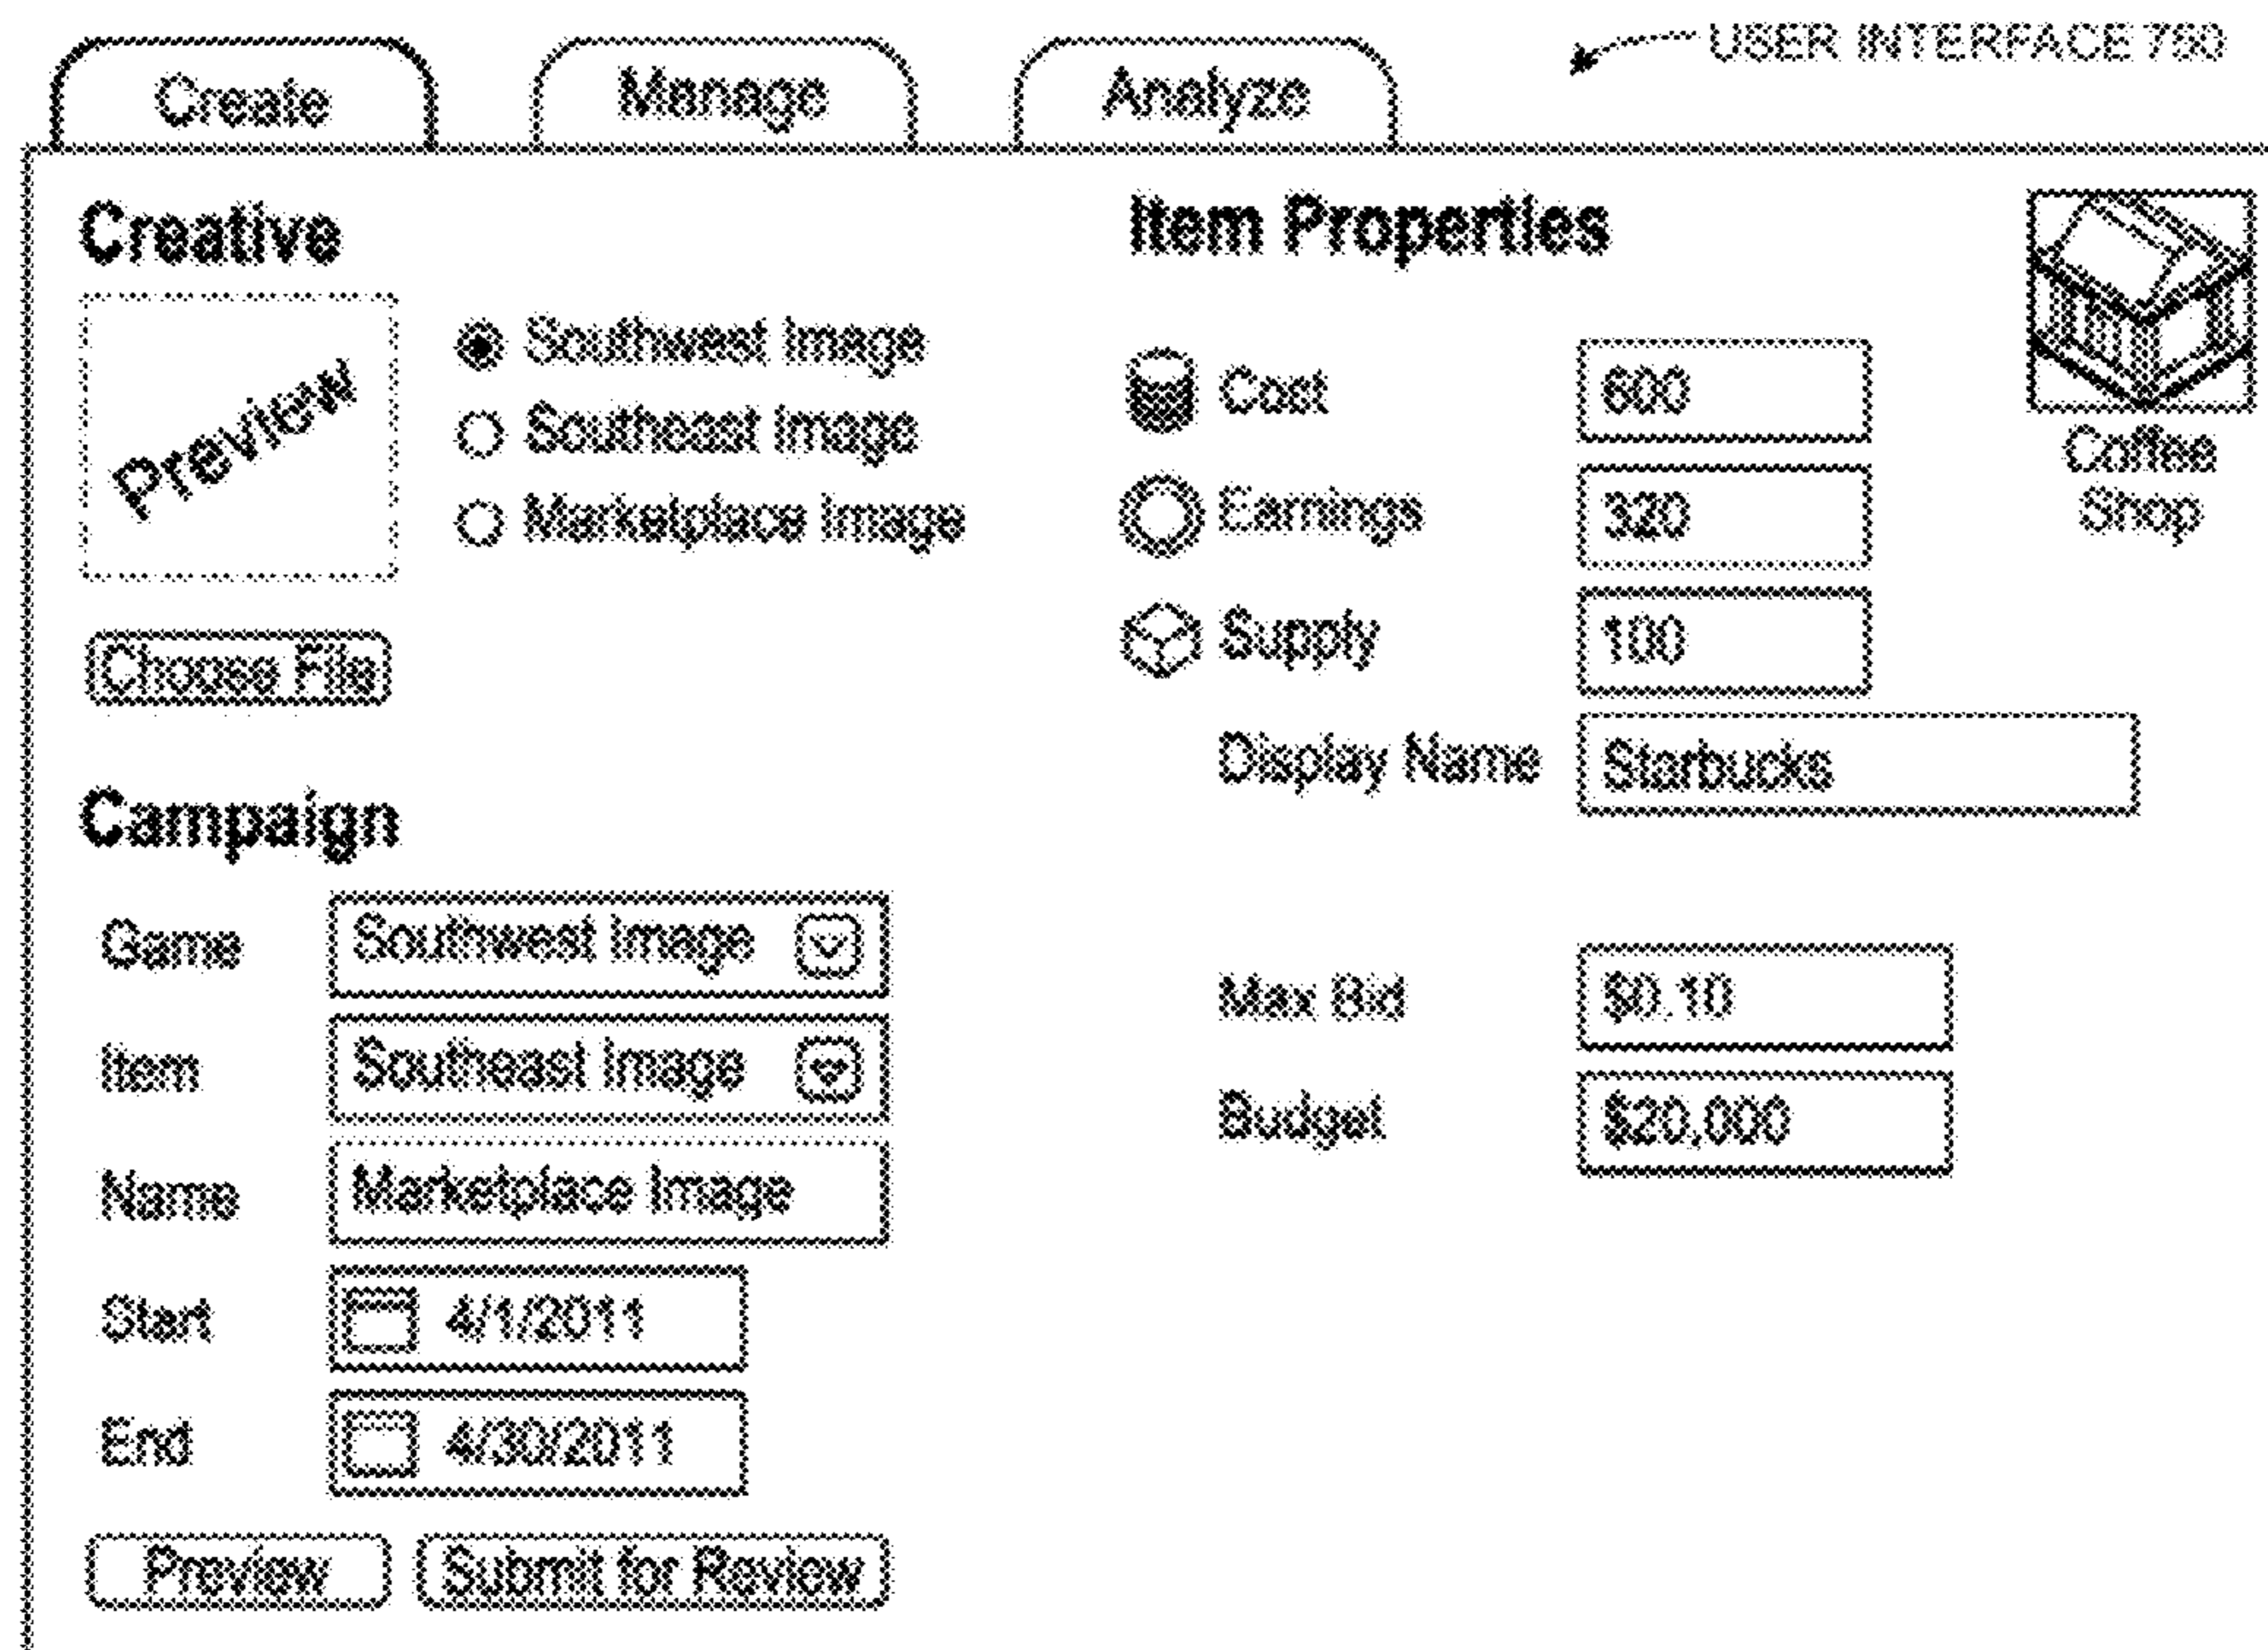 USER INTERFACE 750
Create
Manage
Analyze
Creative
Preview
Southwest Image
Southeast Image
Marketplace Image
Choose File
Campaign
Game Southwest Image
Item Southeast Image
Name Marketplace Image
Start 4/1/2011
End 4/30/2011
Preview
Submit for Review
Item Properties
Cost 600
Earnings 320
Supply 100
Display Name Starbucks
Coffee
Shop
Max Bid $0.10
Budget $20,000